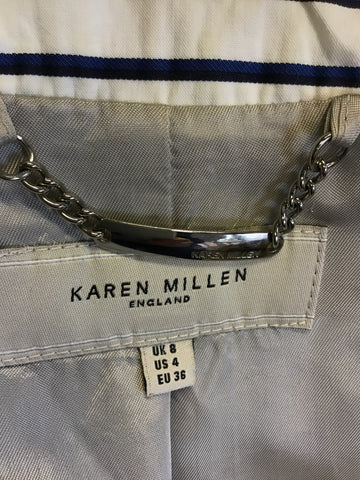 KAREN MILLEN
KAREN MILLEN
ENGLAND
UK 8
US 4
EU 36